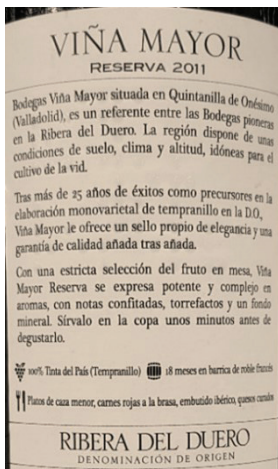 VIÑA MAYOR
RESERVA 2011
Bodegas Viña Mayor situada en Quintanilla de Onésimo
(Valladolid), es un referente entre las Bodegas pioneras
en la Ribera del Duero. La región dispone de unas
condiciones de suelo, clima y altitud, idóneas para el
cultivo de la vid.
Tras más de 25 años de éxitos como precursores en la
elaboración monovarietal de tempranillo en la D.O.,
Viña Mayor le ofrece un sello propio de elegancia y una
garantía de calidad añada tras añada.
Con una estricta selección del fruto en mesa, Viña
Mayor Reserva se expresa potente y complejo en
aromas, con notas confitadas, torrefactos y un fondo
mineral. Sírvalo en la copa unos minutos antes de
degustarlo.
100% Tinta del País (Tempranillo) 18 meses en barrica de roble francés
Platos de caza menor, carnes rojas a la brasa, embutido ibérico, quesos curados
RIBERA DEL DUERO
DENOMINACIÓN DE ORIGEN